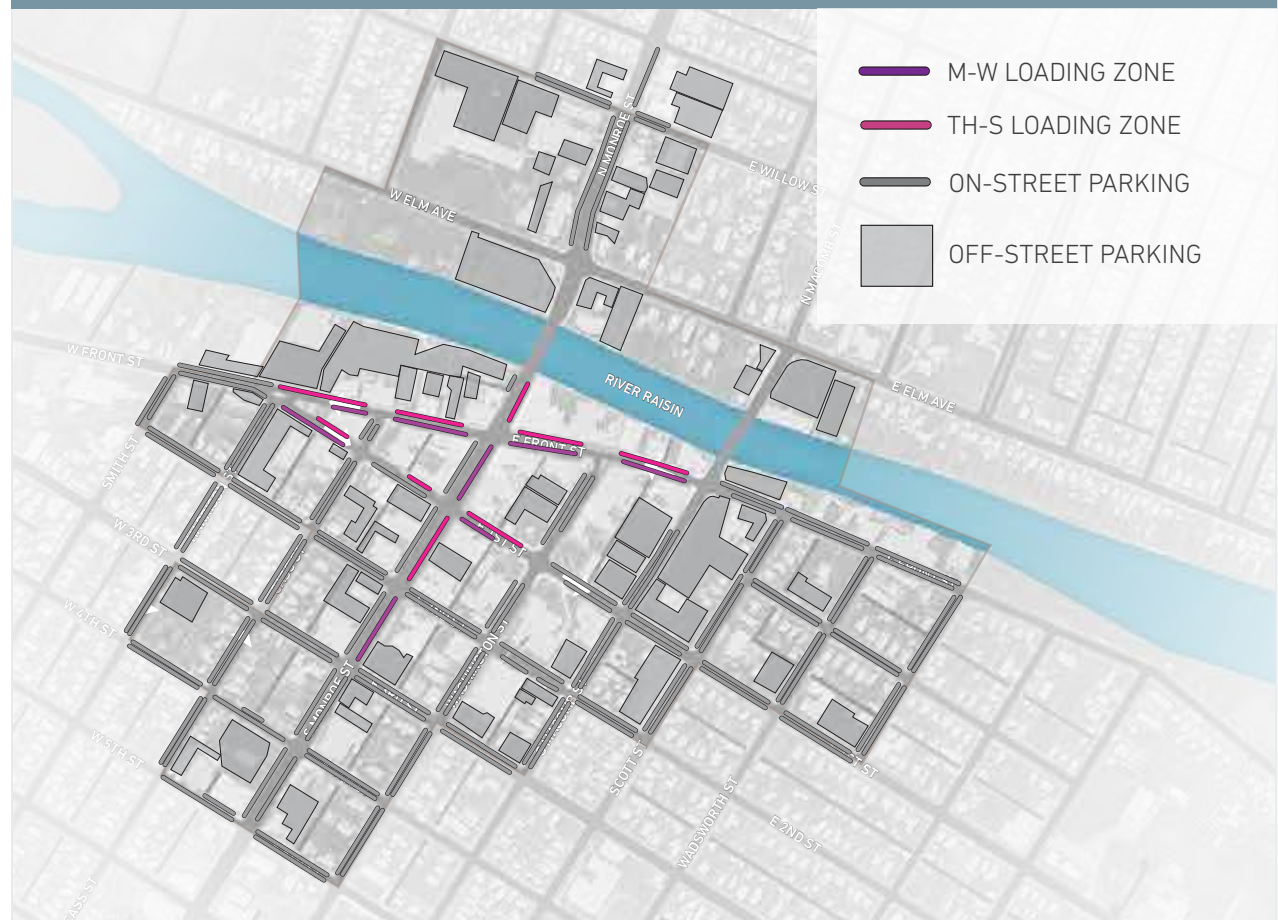 M-W LOADING ZONE
TH-S LOADING ZONE
ON-STREET PARKING
OFF-STREET PARKING
N MONROE ST
E WILLOW S
W ELM AVE
N MACOMB ST
W FRONT ST
RIVER RAISIN
E ELM AVE
E FRONT ST
SMITH ST
W 3RD ST
W 4TH ST
S MONROE ST
W 5TH ST
SCOTT ST
WADSWORTH ST
E 2ND ST